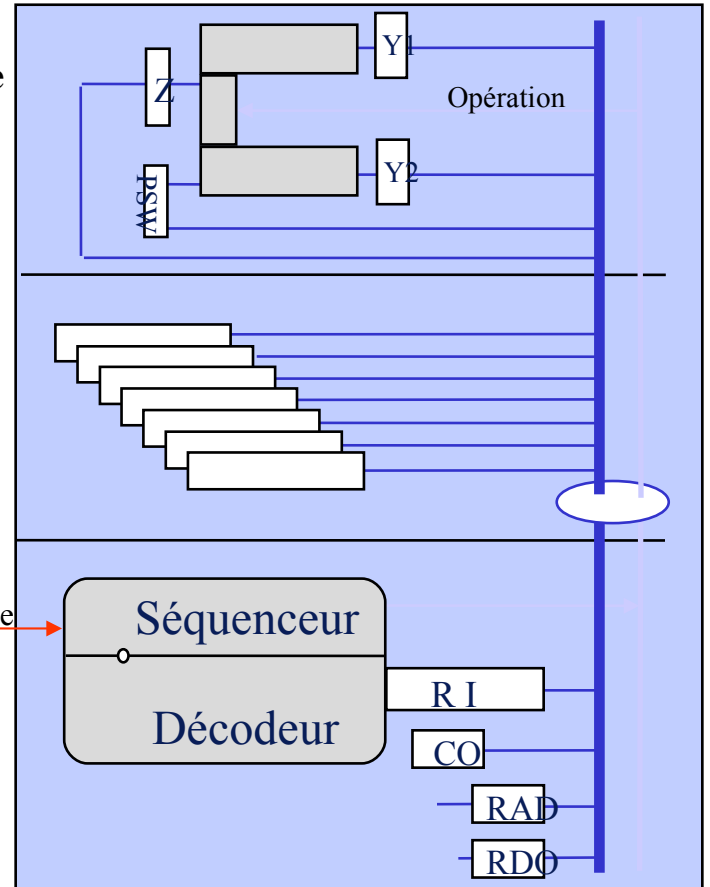 e
Y1
Z
Opération
Y2
PSW
e
Séquenceur
Décodeur
R I
CO
RAD
RDO